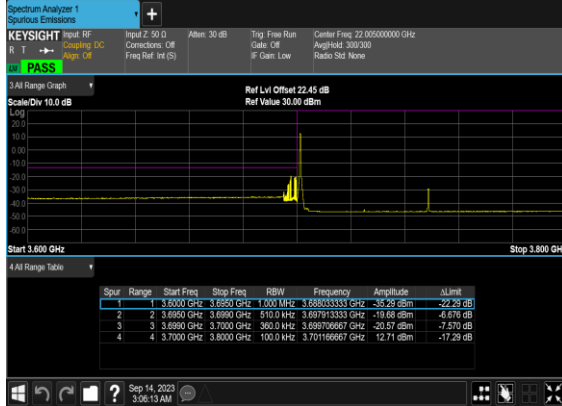 Spectrum Analyzer 1
Spurious Emissions
KEYSIGHT Input: RF Input Z: 50 Ω Atten: 30 dB Trig: Free Run Center Freq: 22.005000000 GHz
R T Coupling: DC Corrections: Off Gate: Off Avg|Hold: 300/300
Align: Off Freq Ref: Int (S) IF Gain: Low Radio Std: None
PASS
3 All Range Graph
Ref Lvl Offset 22.45 dB
Scale/Div 10.0 dB Ref Value 30.00 dBm
Log
20.0
10.0
0.00
-10.0
-20.0
-30.0
-40.0
-50.0
-60.0
Start 3.600 GHz Stop 3.800 GH
4 All Range Table
Spur Range Start Freq Stop Freq RBW Frequency Amplitude ΔLimit
1 1 3.6000 GHz 3.6950 GHz 1.000 MHz 3.688033333 GHz -35.29 dBm -22.29 dB
2 2 3.6950 GHz 3.6990 GHz 510.0 kHz 3.697913333 GHz -19.68 dBm -6.676 dB
3 3 3.6990 GHz 3.7000 GHz 360.0 kHz 3.699706667 GHz -20.57 dBm -7.570 dB
4 4 3.7000 GHz 3.8000 GHz 100.0 kHz 3.701166667 GHz 12.71 dBm -17.29 dB
? Sep 14, 2023
3:06:13 AM